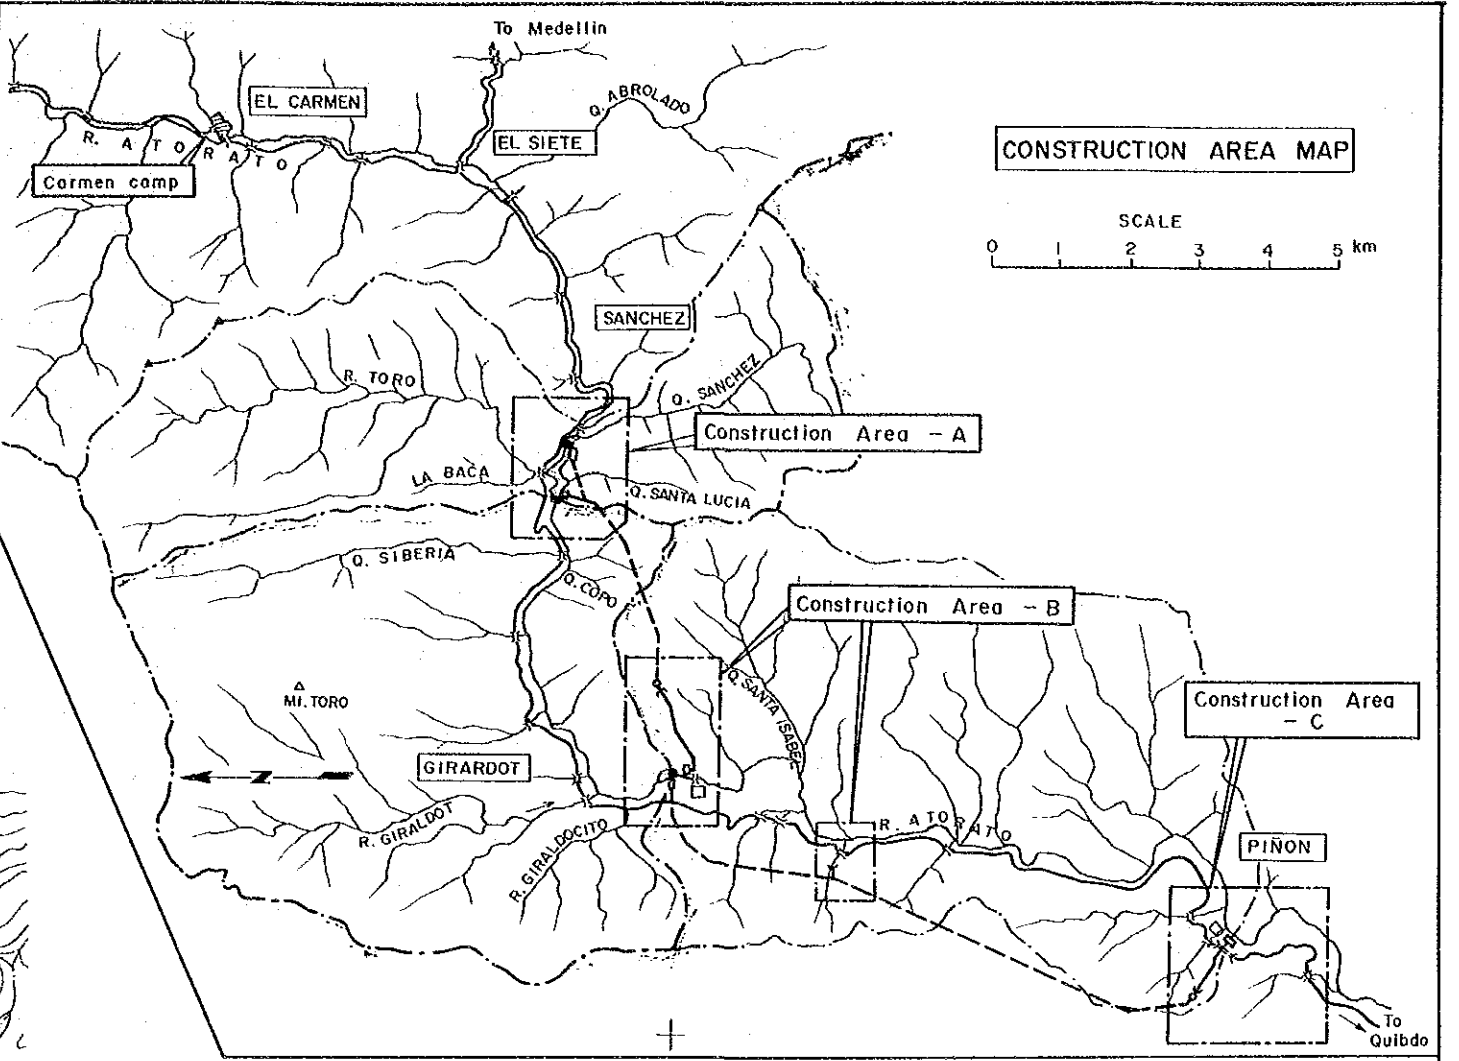 To Medellin
EL CARMEN
Q. ABROLADO
R. ATORATO
EL SIETE
Carmen camp
CONSTRUCTION AREA MAP
SCALE
0 1 2 3 4 5 km
SANCHEZ
R. TORO
Q. SANCHEZ
Construction Area - A
LA BACA
Q. SANTA LUCIA
Q. SIBERIA
Q. COPO
Construction Area - B
Q. SANTA ISABEL
Mt. TORO
Construction Area
- C
GIRARDOT
N
R. GIRALDOT
R. GIRALDOCITO
R. ATORATO
PIÑON
To
Quibdo